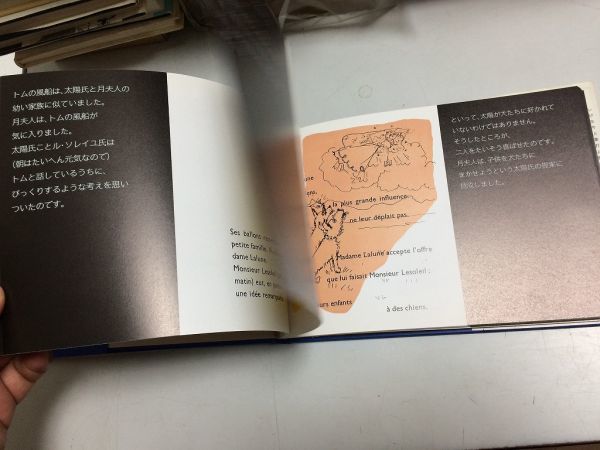 トムの風船は、太陽氏と月夫人の
幼い家族に似ていました。
月夫人は、トムの風船が
気に入りました。
太陽氏ことル・ソレイユ氏は
（朝はたいへん元気なので）
トムと話しているうちに、
びっくりするような考えを思い
ついたのです。
Ses ballons
petite famille.
dame Lalune.
Monsieur Lesoleil
matin) eut, en
une idée
la plus grande influence
ne leur déplaît pas.
Madame Lalune accepte l'offre
que lui faisait Monsieur Lesoleil :
leurs enfants
à des chiens.
といって、太陽が犬たちに好かれて
いないわけではありません。
そうしたところが、
二人をたいそう喜ばせたのです。
月夫人は、子供を犬たちに
まかせようという太陽氏の提案に
しました。